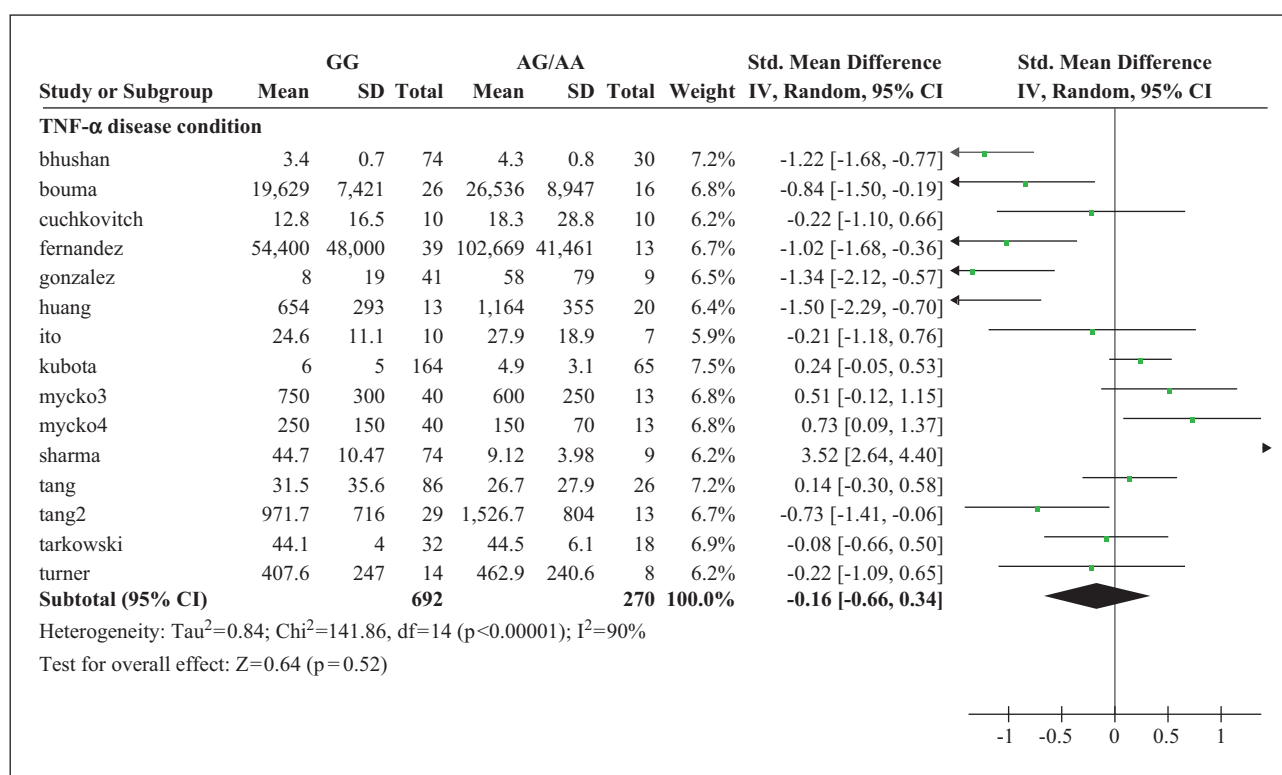 GG AG/AA Std. Mean Difference Std. Mean Difference
Study or Subgroup Mean SD Total Mean SD Total Weight IV, Random, 95% CI IV, Random, 95% CI
TNF-α disease condition
bhushan 3.4 0.7 74 4.3 0.8 30 7.2% -1.22 [-1.68, -0.77]
bouma 19,629 7,421 26 26,536 8,947 16 6.8% -0.84 [-1.50, -0.19]
cuchkovitch 12.8 16.5 10 18.3 28.8 10 6.2% -0.22 [-1.10, 0.66]
fernandez 54,400 48,000 39 102,669 41,461 13 6.7% -1.02 [-1.68, -0.36]
gonzalez 8 19 41 58 79 9 6.5% -1.34 [-2.12, -0.57]
huang 654 293 13 1,164 355 20 6.4% -1.50 [-2.29, -0.70]
ito 24.6 11.1 10 27.9 18.9 7 5.9% -0.21 [-1.18, 0.76]
kubota 6 5 164 4.9 3.1 65 7.5% 0.24 [-0.05, 0.53]
mycko3 750 300 40 600 250 13 6.8% 0.51 [-0.12, 1.15]
mycko4 250 150 40 150 70 13 6.8% 0.73 [0.09, 1.37]
sharma 44.7 10.47 74 9.12 3.98 9 6.2% 3.52 [2.64, 4.40]
tang 31.5 35.6 86 26.7 27.9 26 7.2% 0.14 [-0.30, 0.58]
tang2 971.7 716 29 1,526.7 804 13 6.7% -0.73 [-1.41, -0.06]
tarkowski 44.1 4 32 44.5 6.1 18 6.9% -0.08 [-0.66, 0.50]
turner 407.6 247 14 462.9 240.6 8 6.2% -0.22 [-1.09, 0.65]
Subtotal (95% CI) 692 270 100.0% -0.16 [-0.66, 0.34]
Heterogeneity: Tau²=0.84; Chi²=141.86, df=14 (p<0.00001); I²=90%
Test for overall effect: Z=0.64 (p=0.52)
-1 -0.5 0 0.5 1